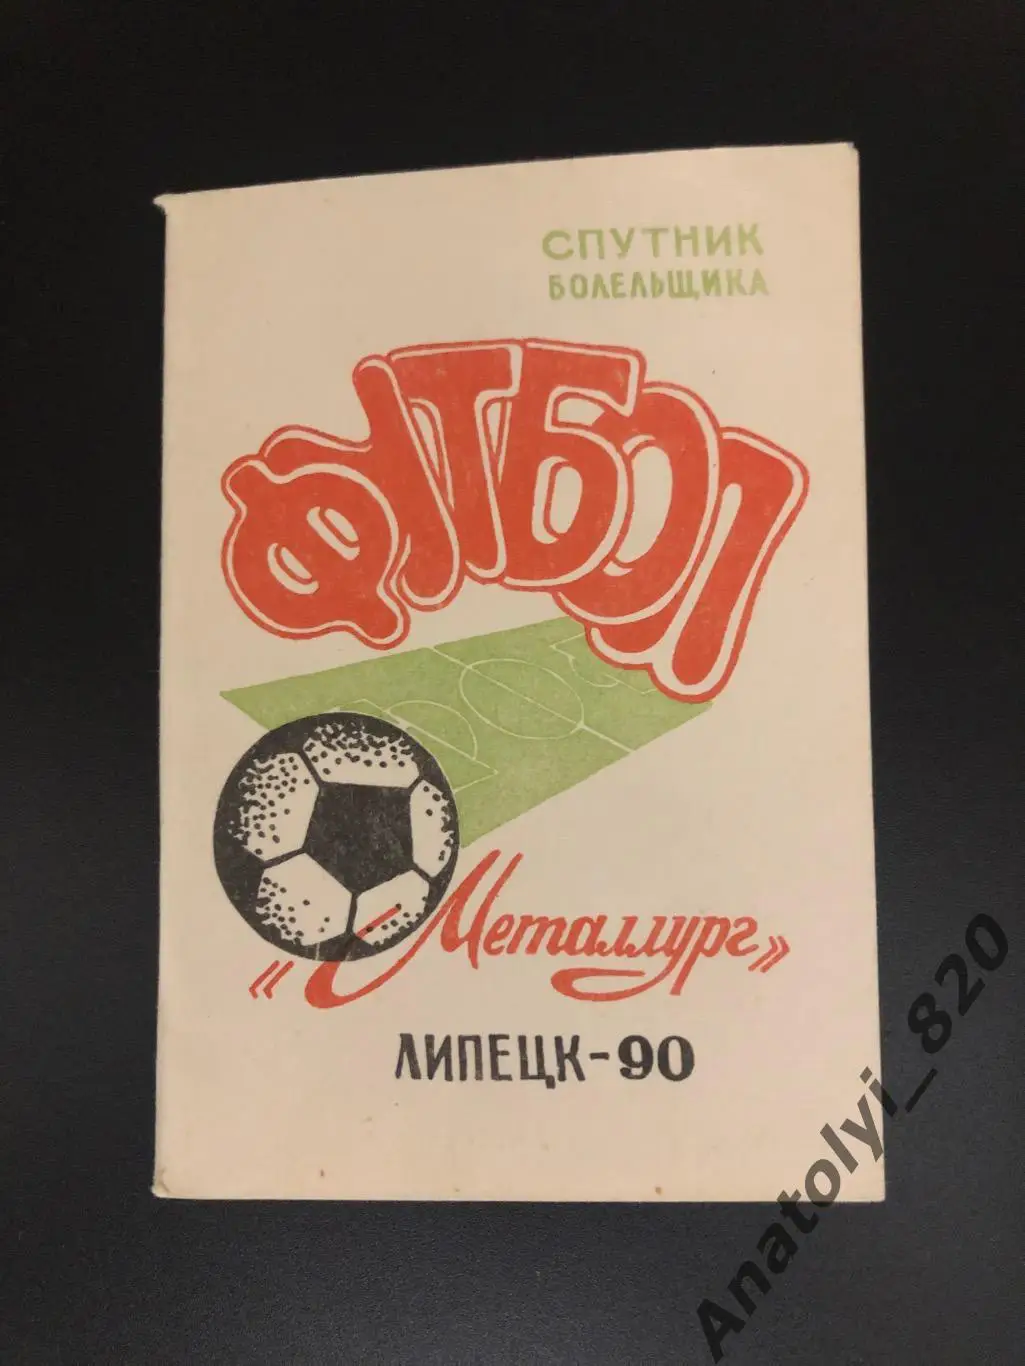 СПУТНИК
БОЛЕЛЬЩИКА
ФУТБОЛ
«Металлург»
ЛИПЕЦК-90
Anatolyi_820